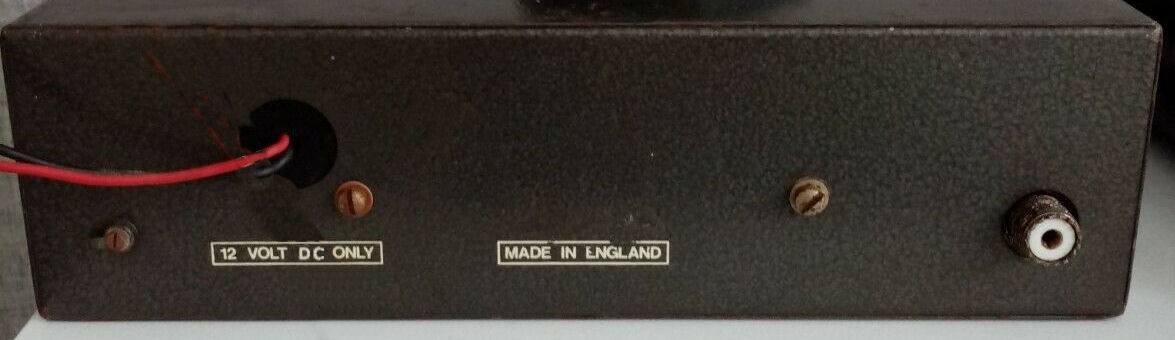 12 VOLT DC ONLY
MADE IN ENGLAND